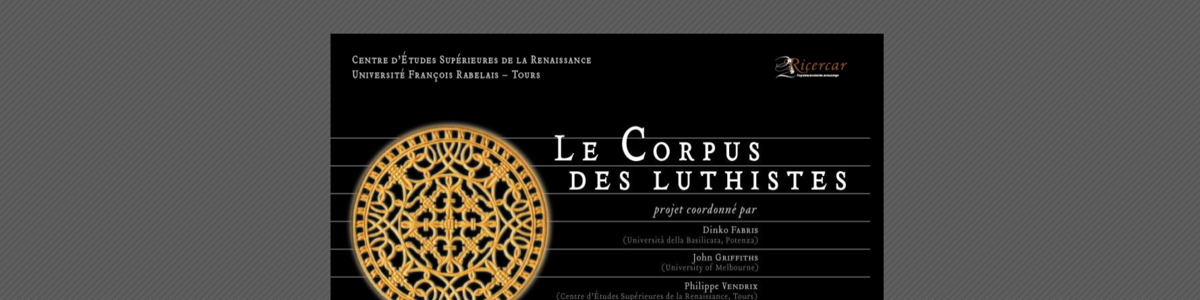 Centre d'Études Supérieures de la Renaissance
Université François Rabelais – Tours
Ricercar
Le Corpus
des luthistes
projet coordonné par
Dinko Fabris
(Università della Basilicata, Potenza)
John Griffiths
(University of Melbourne)
Philippe Vendrix
(Centre d'Études Supérieures de la Renaissance, Tours)